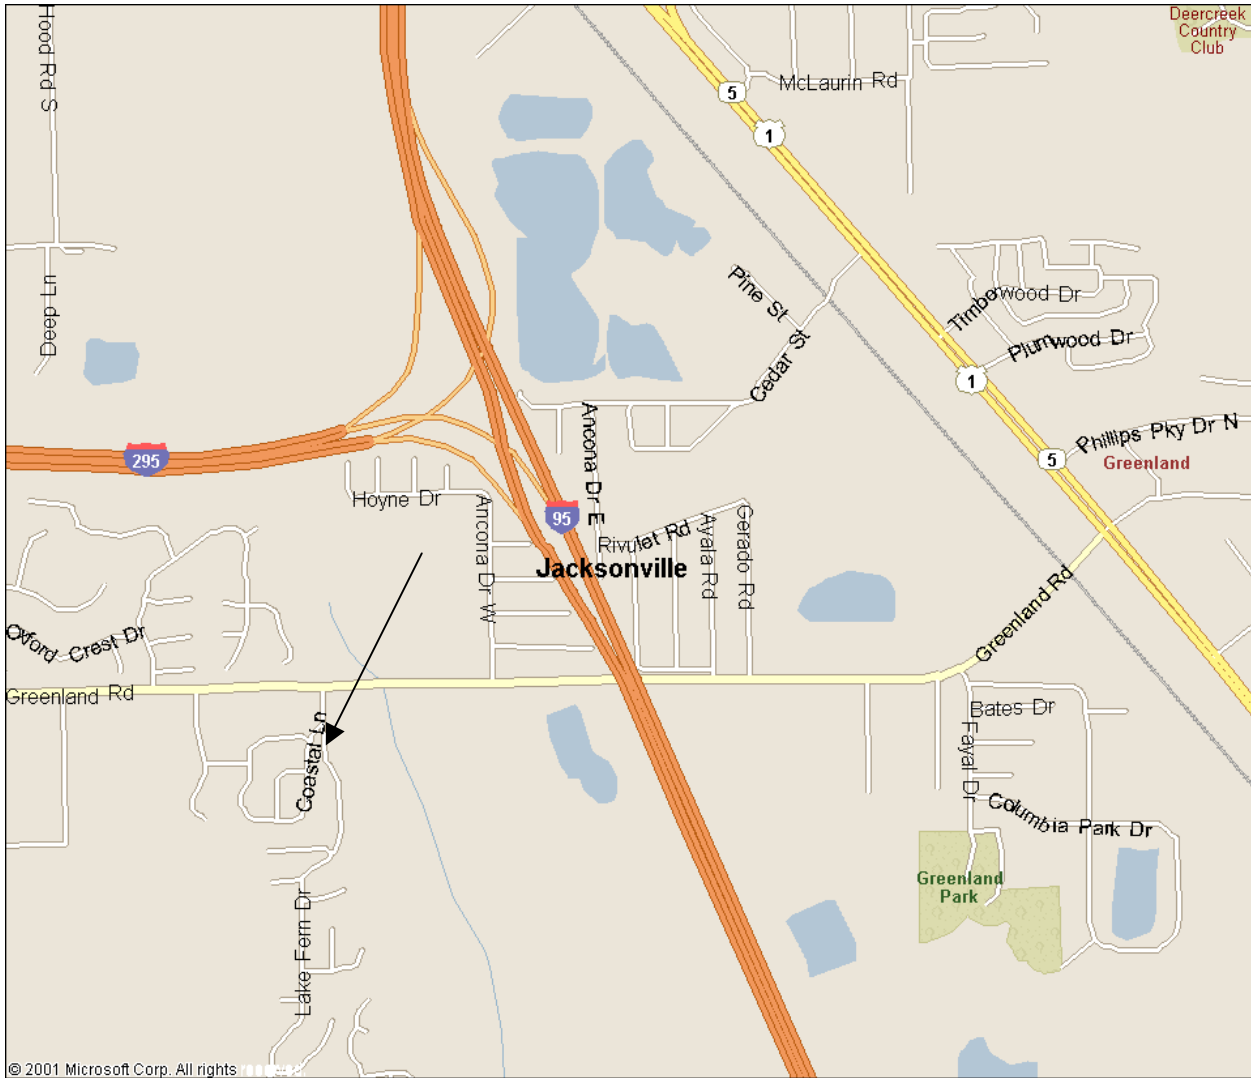 Deercreek
Country
Club
Hood Rd S
McLaurin Rd
5
1
Deed Ln
Pine St
Cedar St
Timberwood Dr
Plumwood Dr
1
Phillips Pky Dr N
5
Greenland
295
Hoyne Dr
Ancona Dr W
Ancona Dr E
95
Rivulet Rd
Ayala Rd
Gerado Rd
Jacksonville
Oxford Crest Dr
Greenland Rd
Greenland Rd
Coastal Ln
Bates Dr
Fayal Dr
Columbia Park Dr
Greenland
Park
Lake Fern Dr
© 2001 Microsoft Corp. All rights reserved.